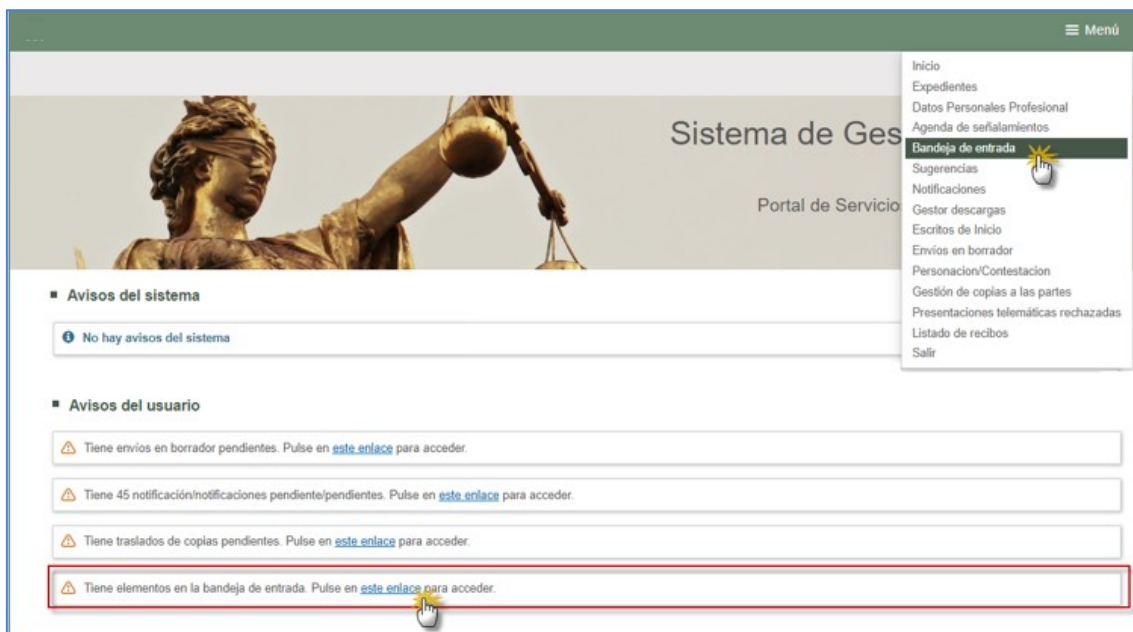 ☰ Menú
Inicio
Expedientes
Datos Personales Profesional
Agenda de señalamientos
Bandeja de entrada
Sugerencias
Notificaciones
Gestor descargas
Escritos de Inicio
Envíos en borrador
Personacion/Contestacion
Gestión de copias a las partes
Presentaciones telemáticas rechazadas
Listado de recibos
Salir
Sistema de Ges
Portal de Servicio
Avisos del sistema
No hay avisos del sistema
Avisos del usuario
Tiene envíos en borrador pendientes. Pulse en este enlace para acceder.
Tiene 45 notificación/notificaciones pendiente/pendientes. Pulse en este enlace para acceder.
Tiene traslados de copias pendientes. Pulse en este enlace para acceder.
Tiene elementos en la bandeja de entrada. Pulse en este enlace para acceder.